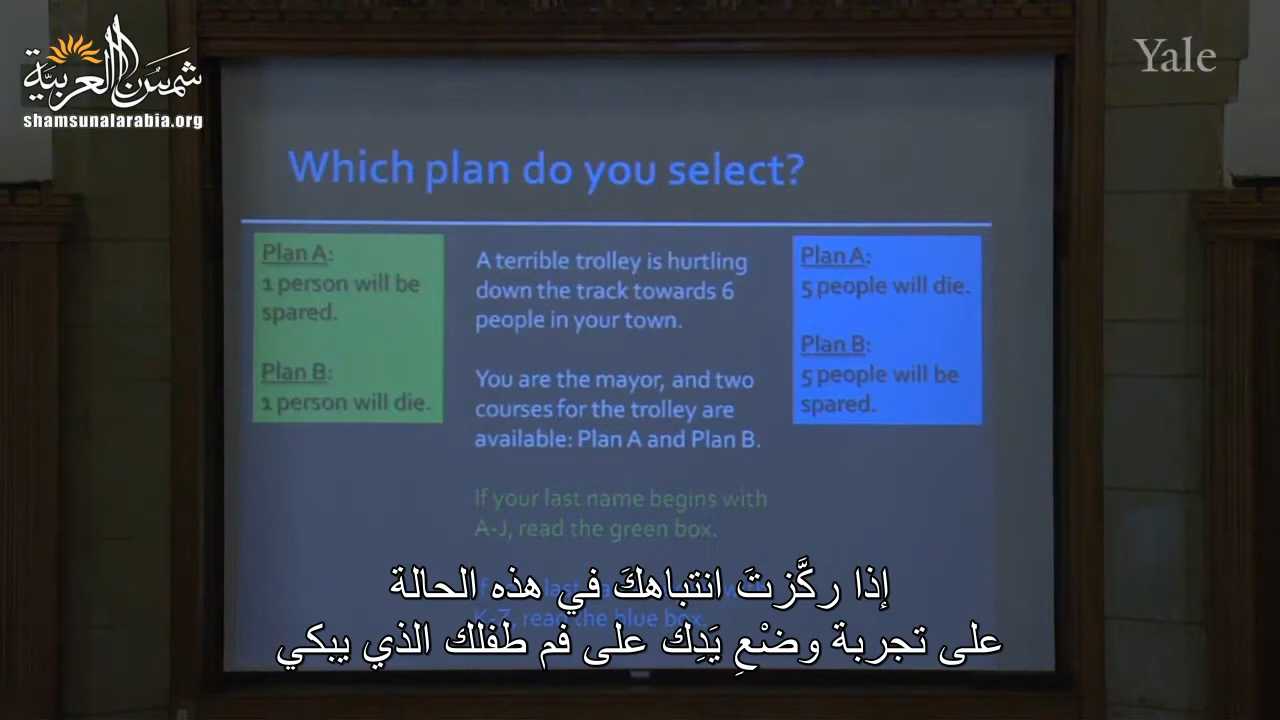 شمس العربية
shamsunalarabia.org
Yale
Which plan do you select?
Plan A:
1 person will be
spared.
Plan B:
1 person will die.
A terrible trolley is hurtling
down the track towards 6
people in your town.
You are the mayor, and two
courses for the trolley are
available: Plan A and Plan B.
If your last name begins with
A-J, read the green box.
K-Z, read the blue box.
Plan A:
5 people will die.
Plan B:
5 people will be
spared.
إذا ركَّزتَ انتباهكَ في هذه الحالة
على تجربة وضْعِ يَدِك على فم طفلك الذي يبكي